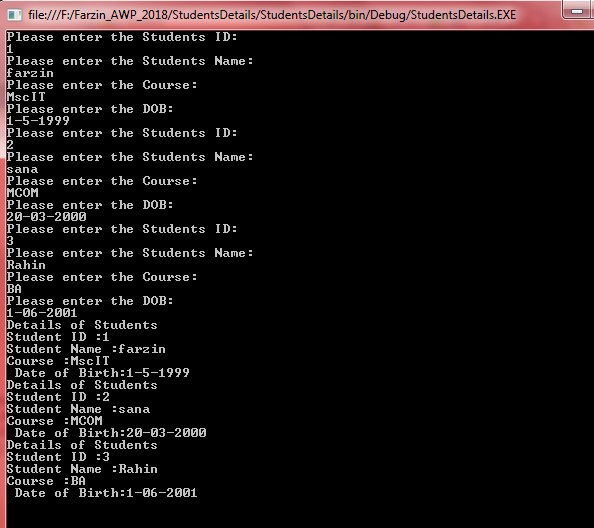 file:///F:/Farzin_AWP_2018/StudentsDetails/StudentsDetails/bin/Debug/StudentsDetails.EXE
Please enter the Students ID:
1
Please enter the Students Name:
farzin
Please enter the Course:
MscIT
Please enter the DOB:
1-5-1999
Please enter the Students ID:
2
Please enter the Students Name:
sana
Please enter the Course:
MCOM
Please enter the DOB:
20-03-2000
Please enter the Students ID:
3
Please enter the Students Name:
Rahin
Please enter the Course:
BA
Please enter the DOB:
1-06-2001
Details of Students
Student ID :1
Student Name :farzin
Course :MscIT
 Date of Birth:1-5-1999
Details of Students
Student ID :2
Student Name :sana
Course :MCOM
 Date of Birth:20-03-2000
Details of Students
Student ID :3
Student Name :Rahin
Course :BA
 Date of Birth:1-06-2001